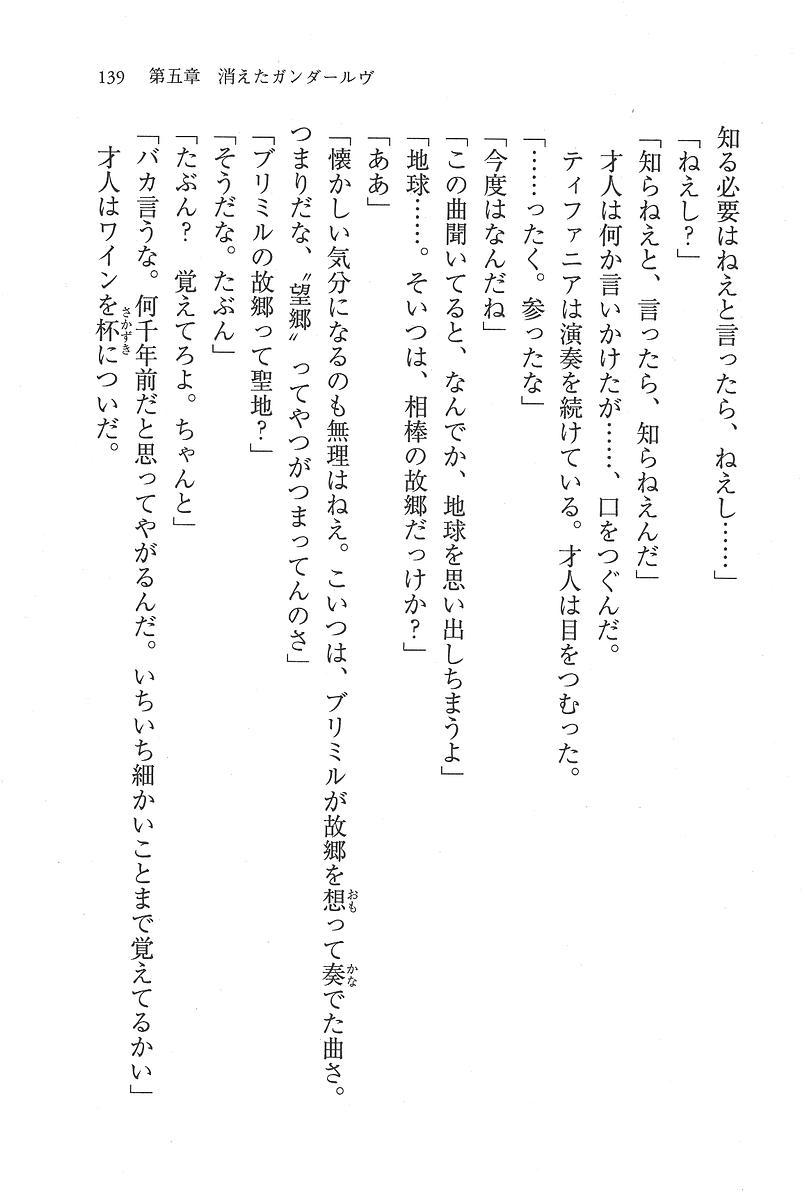 139　第五章　消えたガンダールヴ
知る必要はねえと言ったら、ねえし……」
「ねえし？」
「知らねえと、言ったら、知らねえんだ」
　才人は何か言いかけたが……、口をつぐんだ。
　ティファニアは演奏を続けている。才人は目をつむった。
「……ったく。参ったな」
「今度はなんだね」
「この曲聞いてると、なんでか、地球を思い出しちまうよ」
「地球……。そいつは、相棒の故郷だっけか？」
「ああ」
「懐かしい気分になるのも無理はねえ。こいつは、ブリミルが故郷を想って奏でた曲さ。
つまりだな、〝望郷〟ってやつがつまってんのさ」
「ブリミルの故郷って聖地？」
「そうだな。たぶん」
「たぶん？　覚えてろよ。ちゃんと」
「バカ言うな。何千年前だと思ってやがるんだ。いちいち細かいことまで覚えてるかい」
　才人はワインを杯についだ。
おも
かな
さかずき